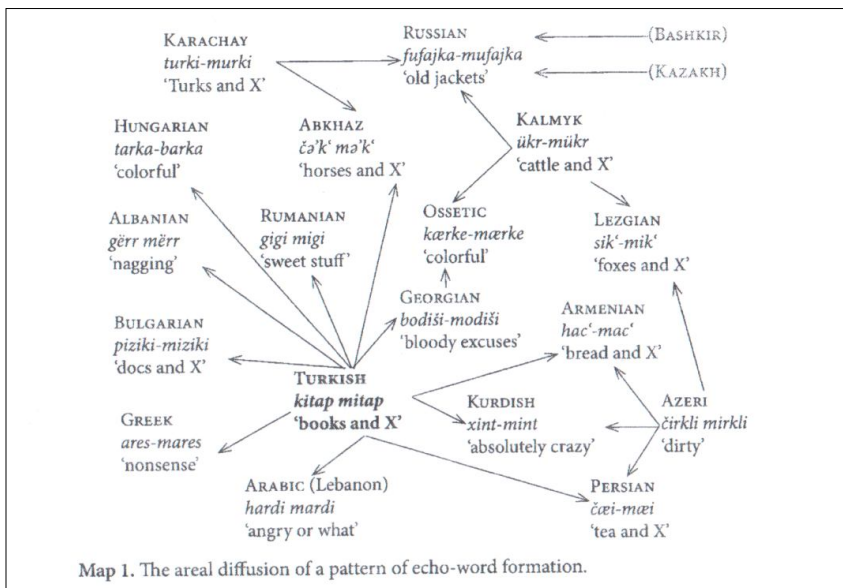 KARACHAY
turki-murki
'Turks and X'
RUSSIAN
fufajka-mufajka
'old jackets'
(BASHKIR)
(KAZAKH)
HUNGARIAN
tarka-barka
'colorful'
ABKHAZ
čə'k‘ mə'k‘
'horses and X'
KALMYK
ükr-mükr
'cattle and X'
ALBANIAN
gërr mërr
'nagging'
RUMANIAN
gigi migi
'sweet stuff'
OSSETIC
kærke-mærke
'colorful'
LEZGIAN
sik‘-mik‘
'foxes and X'
BULGARIAN
piziki-miziki
'docs and X'
GEORGIAN
bodiši-modiši
'bloody excuses'
ARMENIAN
hac‘-mac‘
'bread and X'
TURKISH
kitap mitap
'books and X'
KURDISH
xint-mint
'absolutely crazy'
AZERI
čirkli mirkli
'dirty'
GREEK
ares-mares
'nonsense'
ARABIC (Lebanon)
hardi mardi
'angry or what'
PERSIAN
čæi-mæi
'tea and X'
Map 1. The areal diffusion of a pattern of echo-word formation.